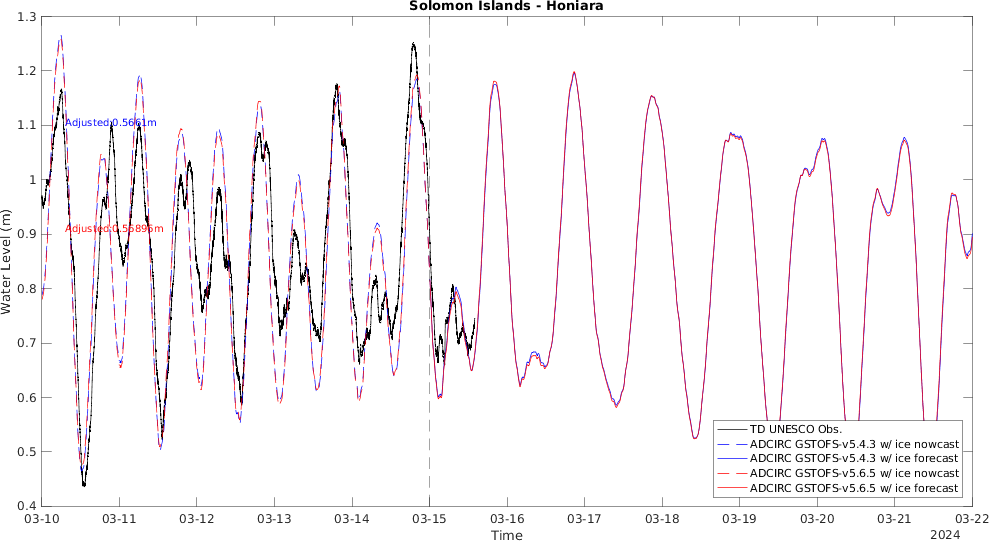 Solomon Islands - Honiara
1.3
1.2
1.1
1
0.9
0.8
0.7
0.6
0.5
0.4
Water Level (m)
Adjusted:0.5661m
Adjusted:0.55895m
TD UNESCO Obs.
ADCIRC GSTOFS-v5.4.3 w/ ice nowcast
ADCIRC GSTOFS-v5.4.3 w/ ice forecast
ADCIRC GSTOFS-v5.6.5 w/ ice nowcast
ADCIRC GSTOFS-v5.6.5 w/ ice forecast
03-10 03-11 03-12 03-13 03-14 03-15 03-16 03-17 03-18 03-19 03-20 03-21 03-22
Time
2024